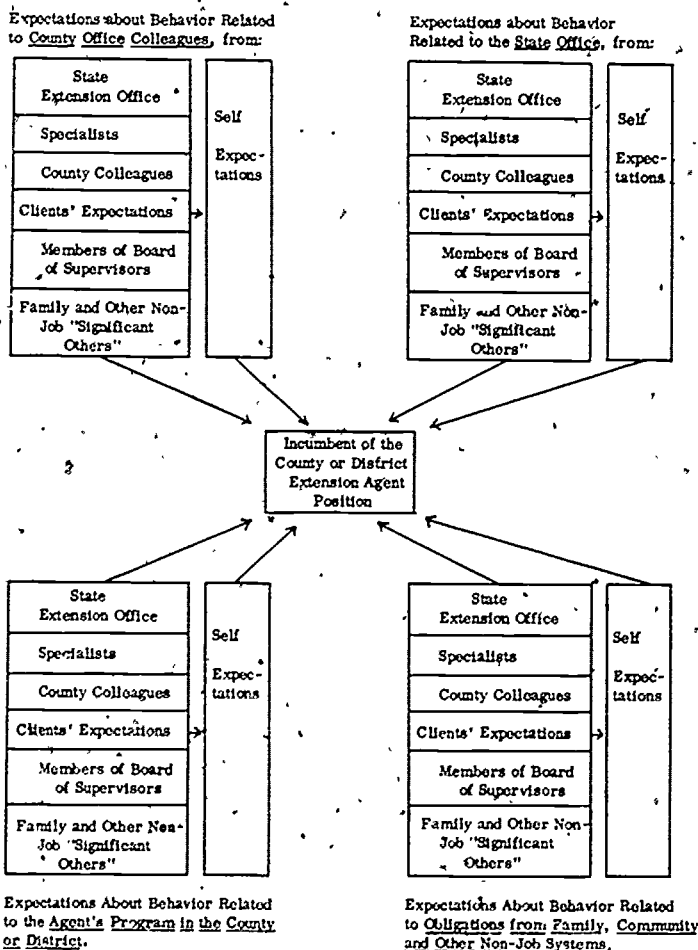 Expectations about Behavior Related
to County Office Colleagues, from:
State
Extension Office
Specialists
County Colleagues
Clients' Expectations
Members of Board
of Supervisors
Family and Other Non-
Job "Significant
Others"
Self
Expec-
tations
Expectations about Behavior
Related to the State Office, from:
State
Extension Office
Specialists
County Colleagues
Clients' Expectations
Members of Board
of Supervisors
Family and Other Non-
Job "Significant
Others"
Self
Expec-
tations
Incumbent of the
County or District
Extension Agent
Position
State
Extension Office
Specialists
County Colleagues
Clients' Expectations
Members of Board
of Supervisors
Family and Other Non-
Job "Significant
Others"
Self
Expec-
tations
Expectations About Behavior Related
to the Agent's Program in the County
or District.
State
Extension Office
Specialists
County Colleagues
Clients' Expectations
Members of Board
of Supervisors
Family and Other Non-
Job "Significant
Others"
Self
Expec-
tations
Expectations About Behavior Related
to Obligations from Family, Community
and Other Non-Job Systems.